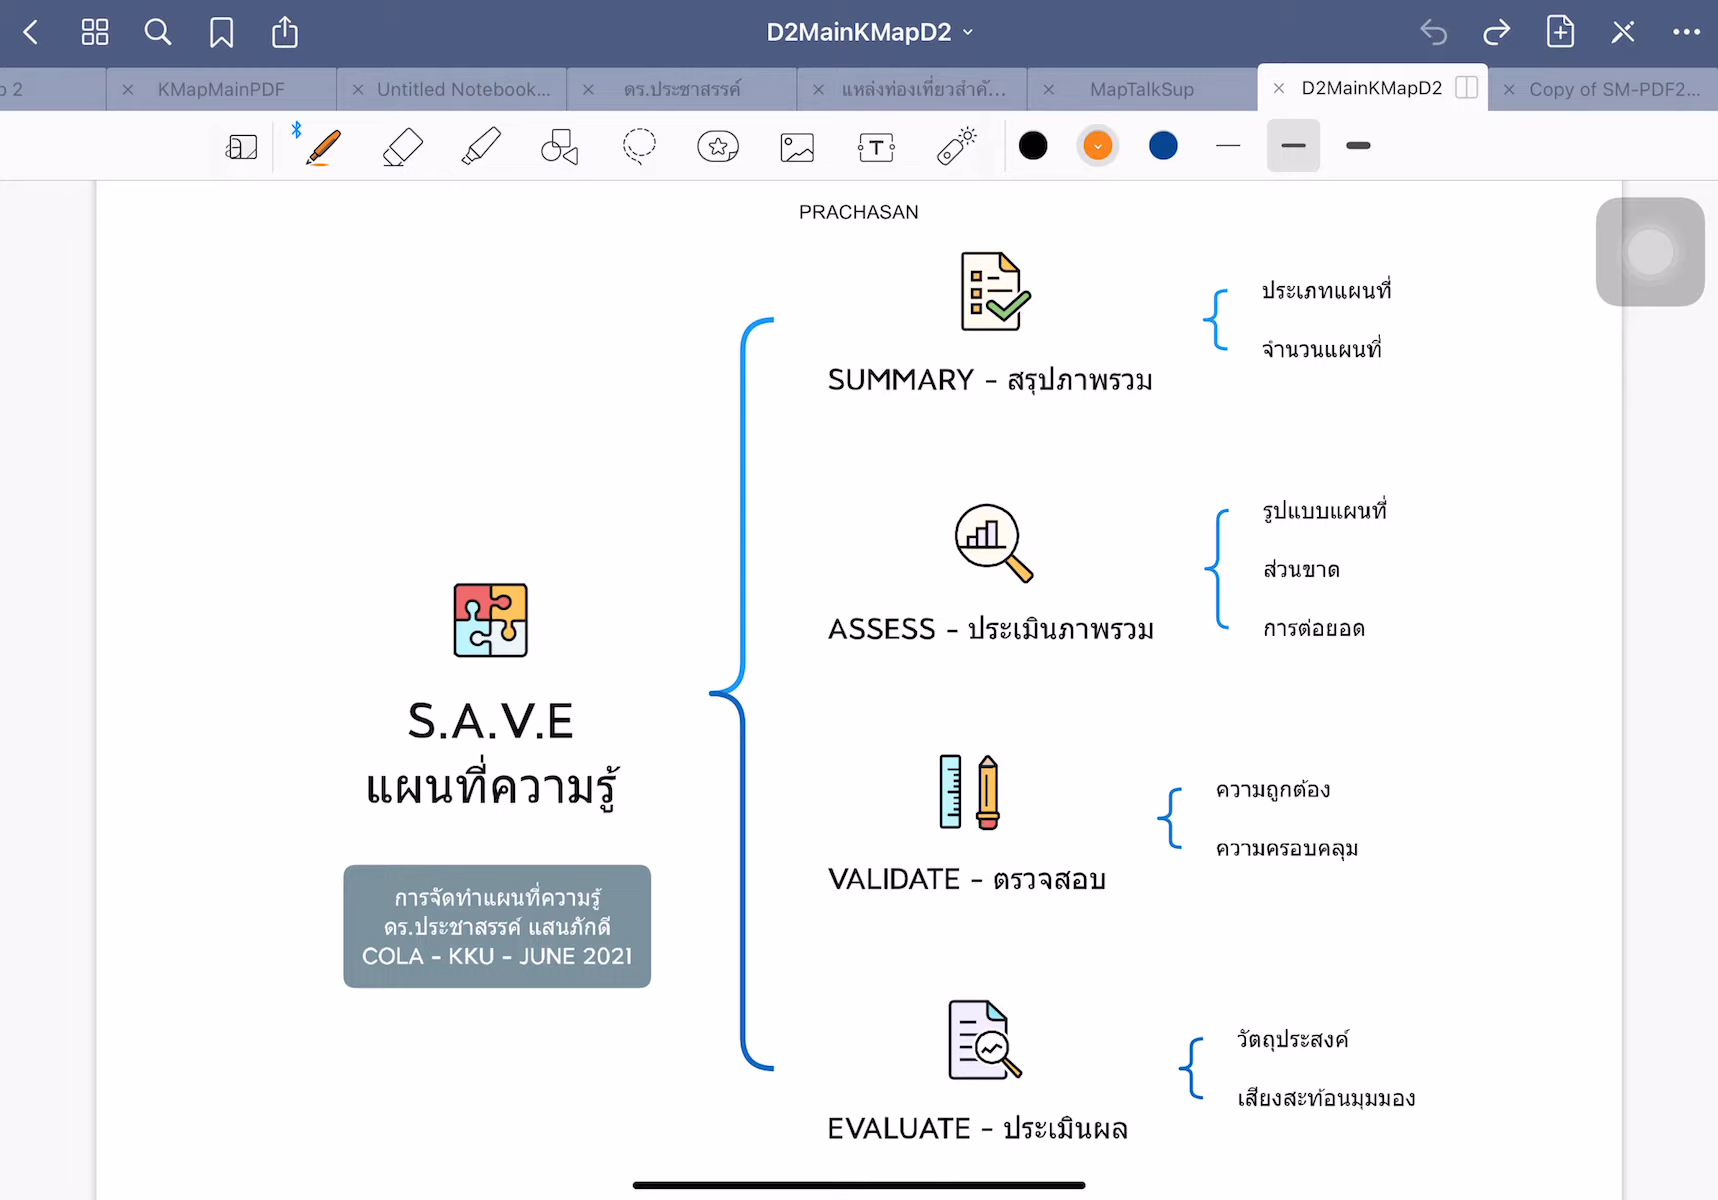 D2MainKMapD2
p 2
KMapMainPDF
Untitled Notebook...
ดร.ประชาสรรค์
แหล่งท่องเที่ยวสำคั...
MapTalkSup
D2MainKMapD2
Copy of SM-PDF2...
T
PRACHASAN
ประเภทแผนที่
จำนวนแผนที่
SUMMARY - สรุปภาพรวม
รูปแบบแผนที่
ส่วนขาด
การต่อยอด
ASSESS - ประเมินภาพรวม
S.A.V.E
แผนที่ความรู้
ความถูกต้อง
ความครอบคลุม
VALIDATE - ตรวจสอบ
การจัดทำแผนที่ความรู้
ดร.ประชาสรรค์ แสนภักดี
COLA - KKU - JUNE 2021
วัตถุประสงค์
เสียงสะท้อนมุมมอง
EVALUATE - ประเมินผล